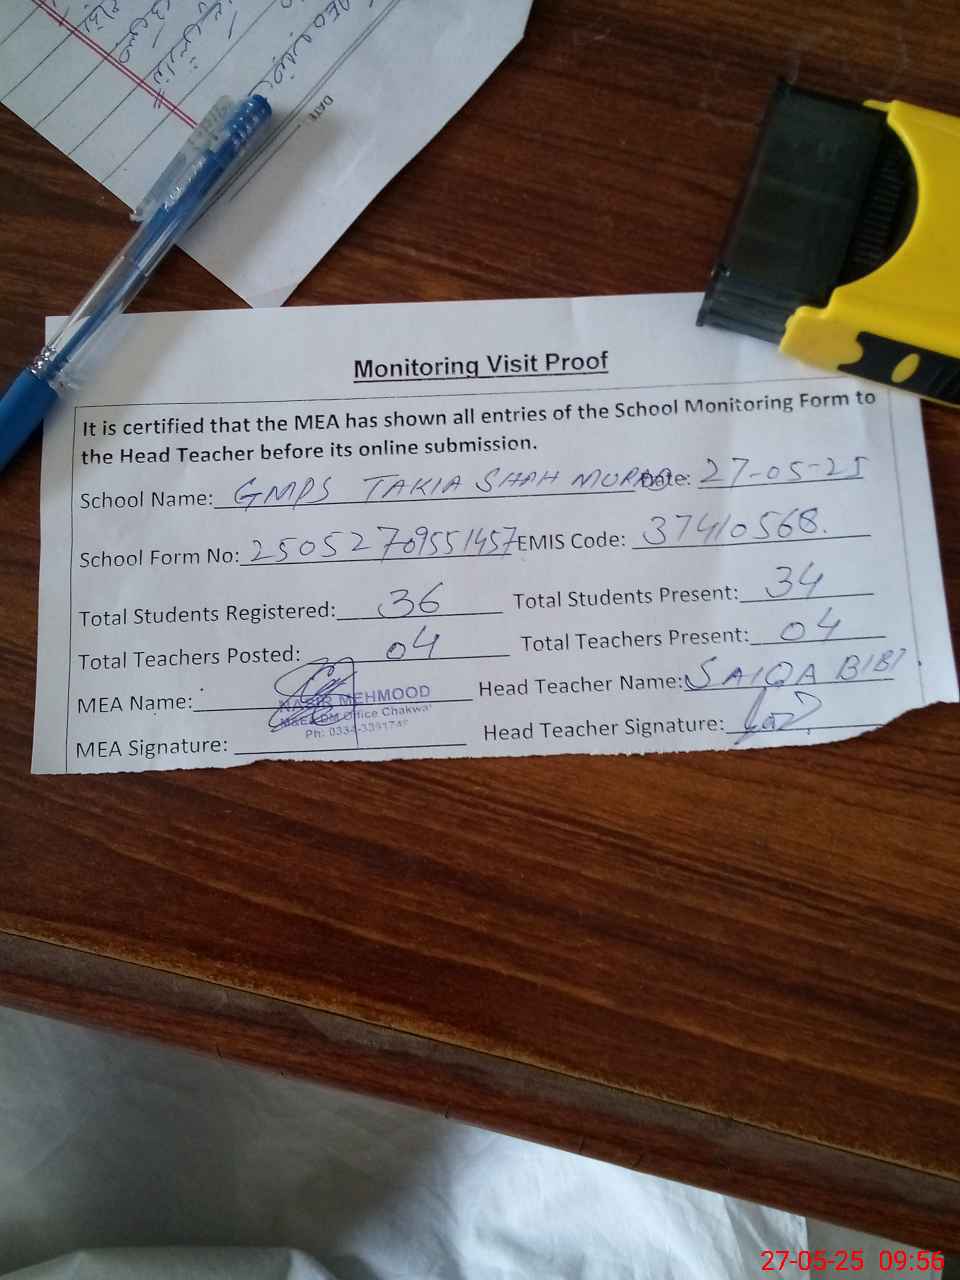 DATE:
Monitoring Visit Proof
It is certified that the MEA has shown all entries of the School Monitoring Form to
the Head Teacher before its online submission.
School Name: GMPS TAKIA SHAH MURAD Date: 27-05-25
School Form No: 25052709551457 EMIS Code: 37410568.
Total Students Registered: 36 Total Students Present: 34
Total Teachers Posted: 04 Total Teachers Present: 04
MEA Name: MEHMOOD Head Teacher Name: SAIQA BIBI
Office Chakwal
MEA Signature: Head Teacher Signature:
27-05-25 09:56